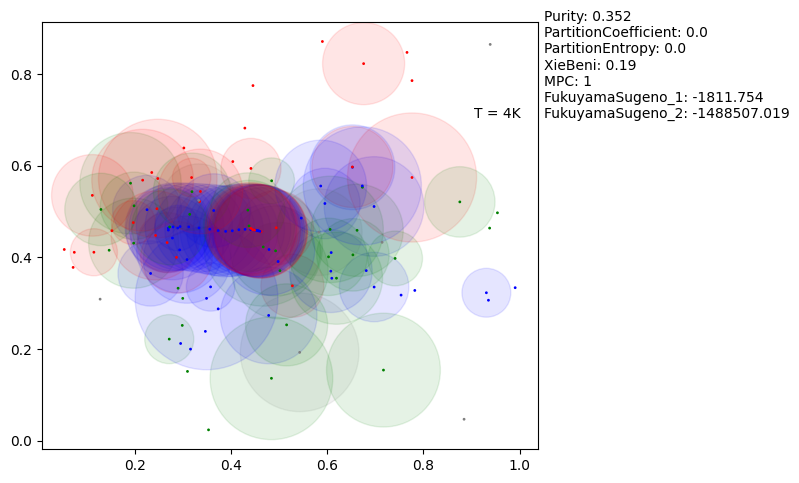 Purity: 0.352
PartitionCoefficient: 0.0
PartitionEntropy: 0.0
XieBeni: 0.19
MPC: 1
FukuyamaSugeno_1: -1811.754
FukuyamaSugeno_2: -1488507.019
T = 4K
0.8
0.6
0.4
0.2
0.0
0.2 0.4 0.6 0.8 1.0